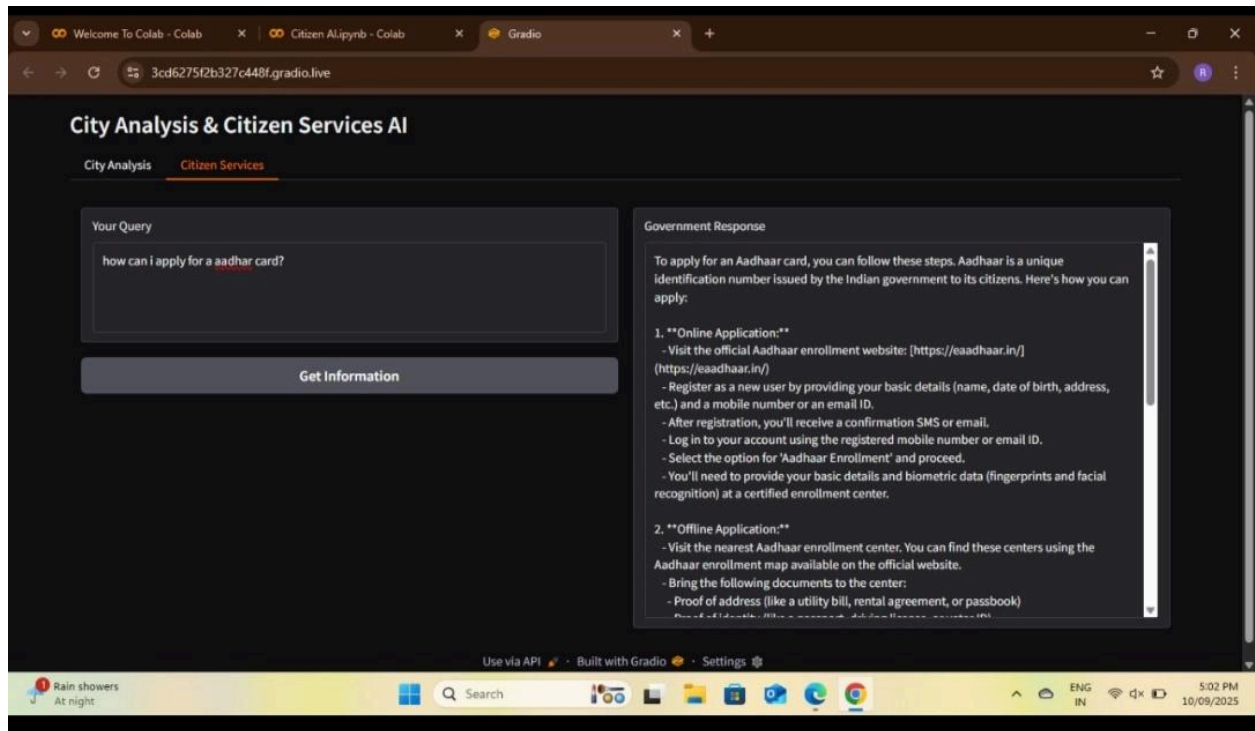 Welcome To Colab - Colab
Citizen AI.ipynb - Colab
Gradio
3cd6275f2b327c448f.gradio.live
R
City Analysis & Citizen Services AI
City Analysis Citizen Services
Your Query
how can i apply for a aadhar card?
Get Information
Government Response
To apply for an Aadhaar card, you can follow these steps. Aadhaar is a unique
identification number issued by the Indian government to its citizens. Here's how you can
apply:
1. **Online Application:**
- Visit the official Aadhaar enrollment website: [https://eaadhaar.in/]
(https://eaadhaar.in/)
- Register as a new user by providing your basic details (name, date of birth, address,
etc.) and a mobile number or an email ID.
- After registration, you'll receive a confirmation SMS or email.
- Log in to your account using the registered mobile number or email ID.
- Select the option for 'Aadhaar Enrollment' and proceed.
- You'll need to provide your basic details and biometric data (fingerprints and facial
recognition) at a certified enrollment center.
2. **Offline Application:**
- Visit the nearest Aadhaar enrollment center. You can find these centers using the
Aadhaar enrollment map available on the official website.
- Bring the following documents to the center:
- Proof of address (like a utility bill, rental agreement, or passbook)
Use via API · Built with Gradio · Settings
1
Rain showers
At night
Search
ENG
IN
5:02 PM
10/09/2025